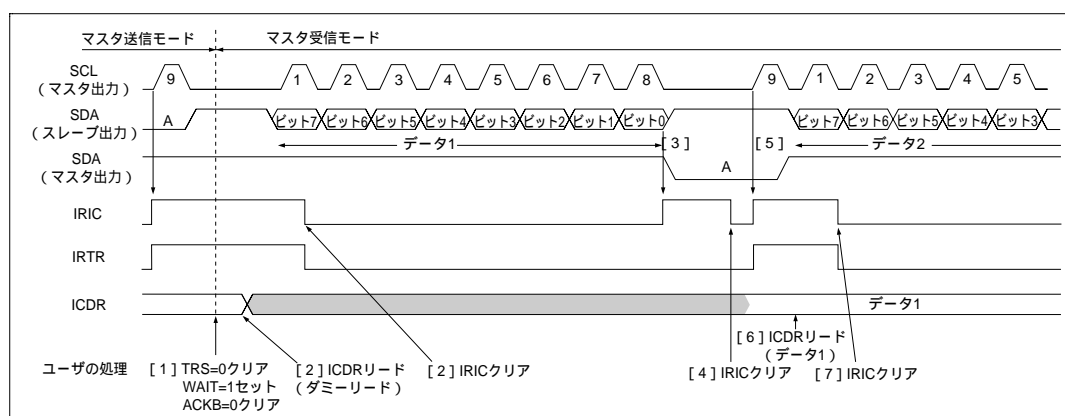 マスタ送信モード マスタ受信モード
SCL
（マスタ出力）
9 1 2 3 4 5 6 7 8 9 1 2 3 4 5
SDA
（スレーブ出力）
A ビット7 ビット6 ビット5 ビット4 ビット3 ビット2 ビット1 ビット0 ビット7 ビット6 ビット5 ビット4 ビット3
データ1 [ 3 ] [ 5 ] データ2
SDA
（マスタ出力）
A
IRIC
IRTR
ICDR
データ1
ユーザの処理
[ 1 ] TRS=0クリア
WAIT=1セット
ACKB=0クリア
[ 2 ] ICDRリード
（ダミーリード）
[ 2 ] IRICクリア
[ 4 ] IRICクリア
[ 6 ] ICDRリード
（データ1）
[ 7 ] IRICクリア